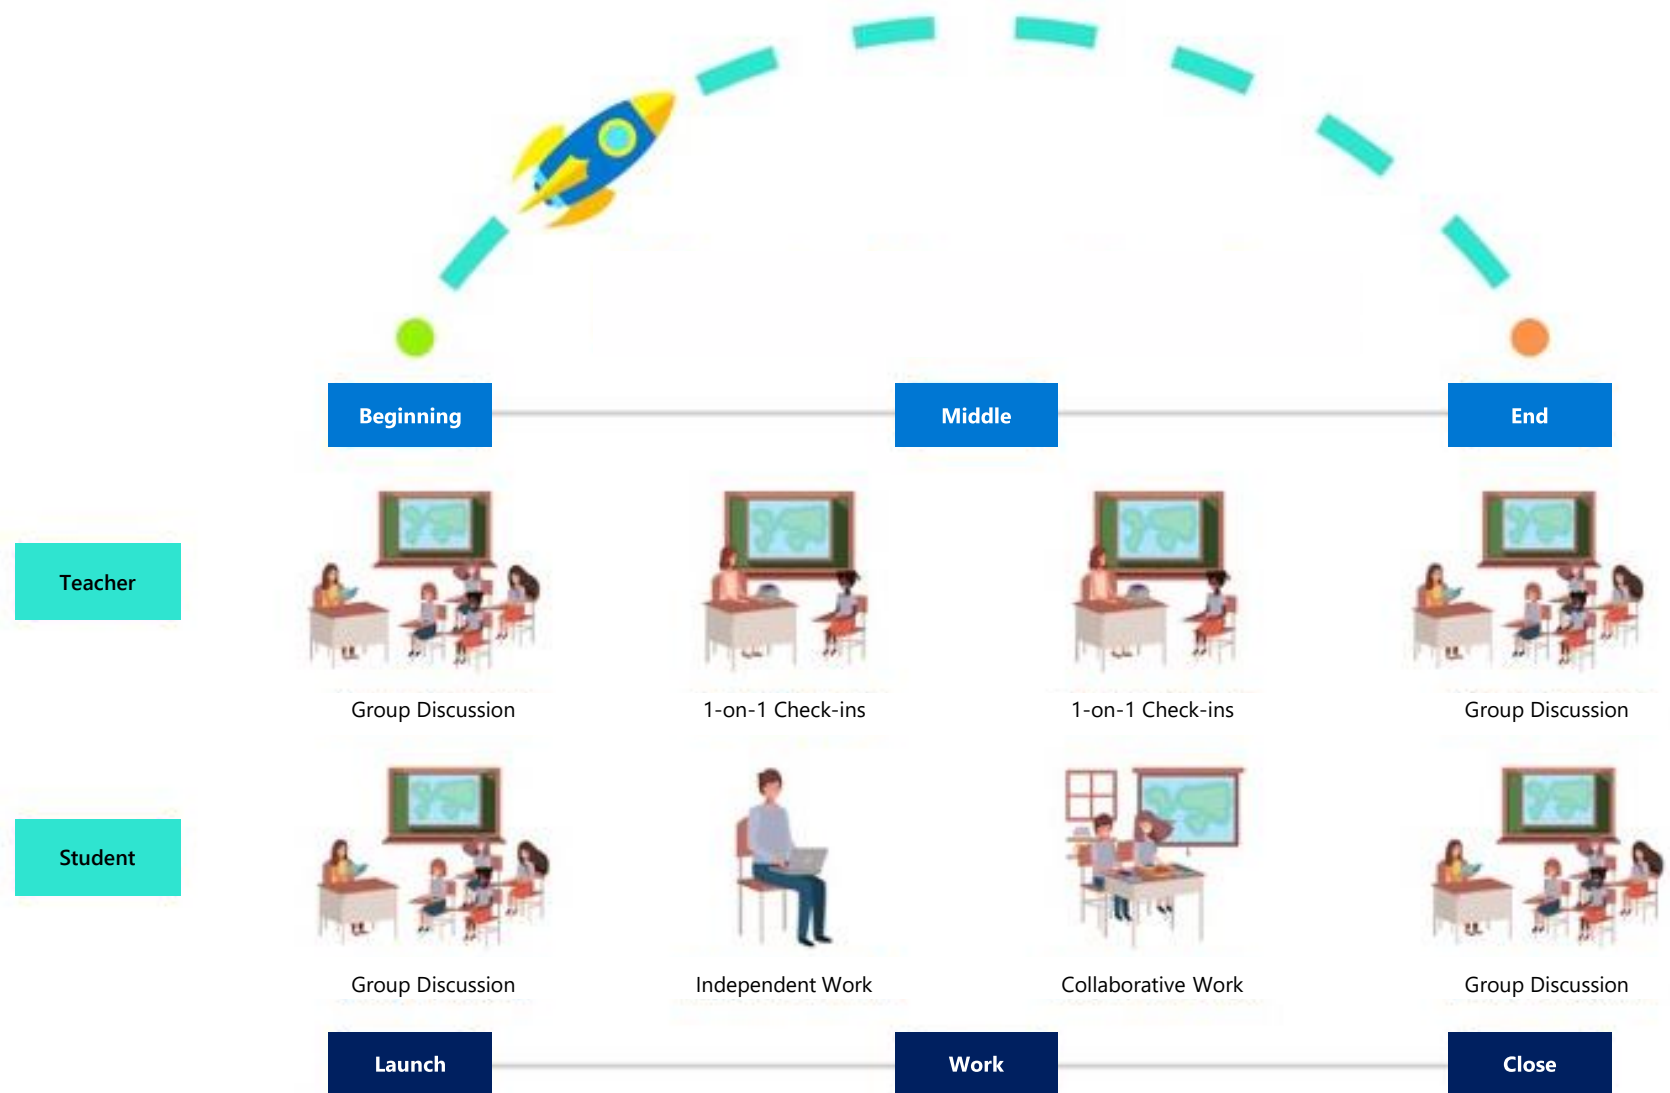 Beginning
Middle
End
Teacher
Group Discussion
1-on-1 Check-ins
1-on-1 Check-ins
Group Discussion
Student
Group Discussion
Independent Work
Collaborative Work
Group Discussion
Launch
Work
Close